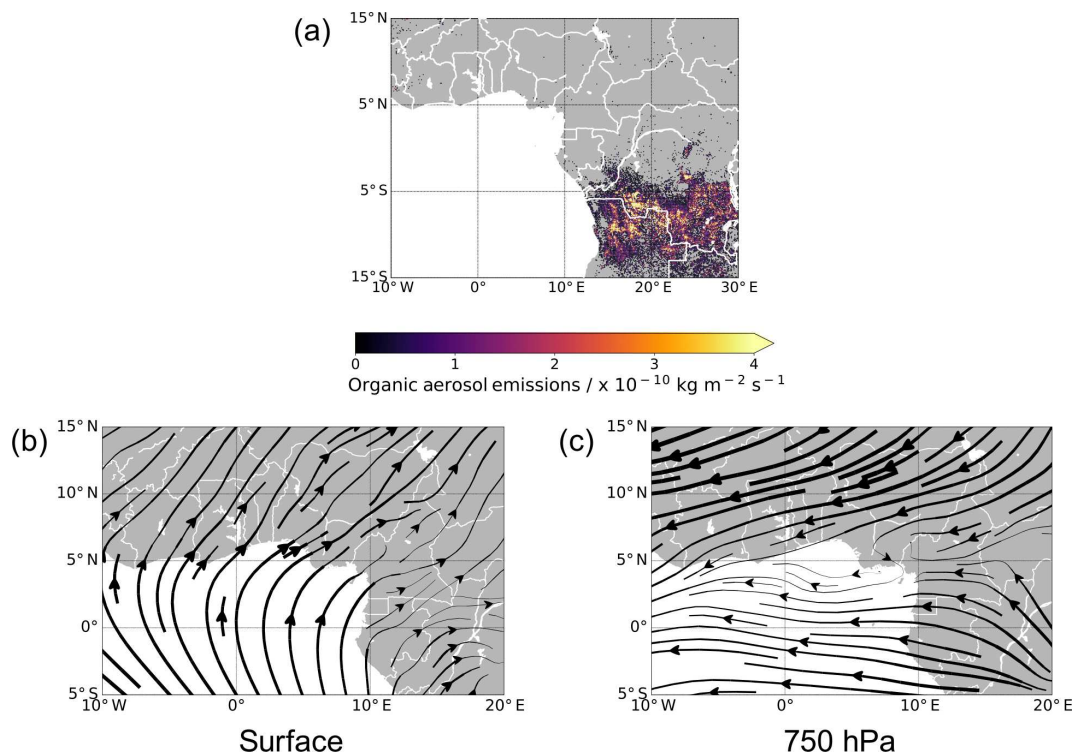 (a)
15° N
5° N
5° S
15° S
10° W 0° 10° E 20° E 30° E
0 1 2 3 4
Organic aerosol emissions / x 10⁻¹⁰ kg m⁻² s⁻¹
(b)
15° N
10° N
5° N
0°
5° S
10° W 0° 10° E 20° E
Surface
(c)
15° N
10° N
5° N
0°
5° S
10° W 0° 10° E 20° E
750 hPa